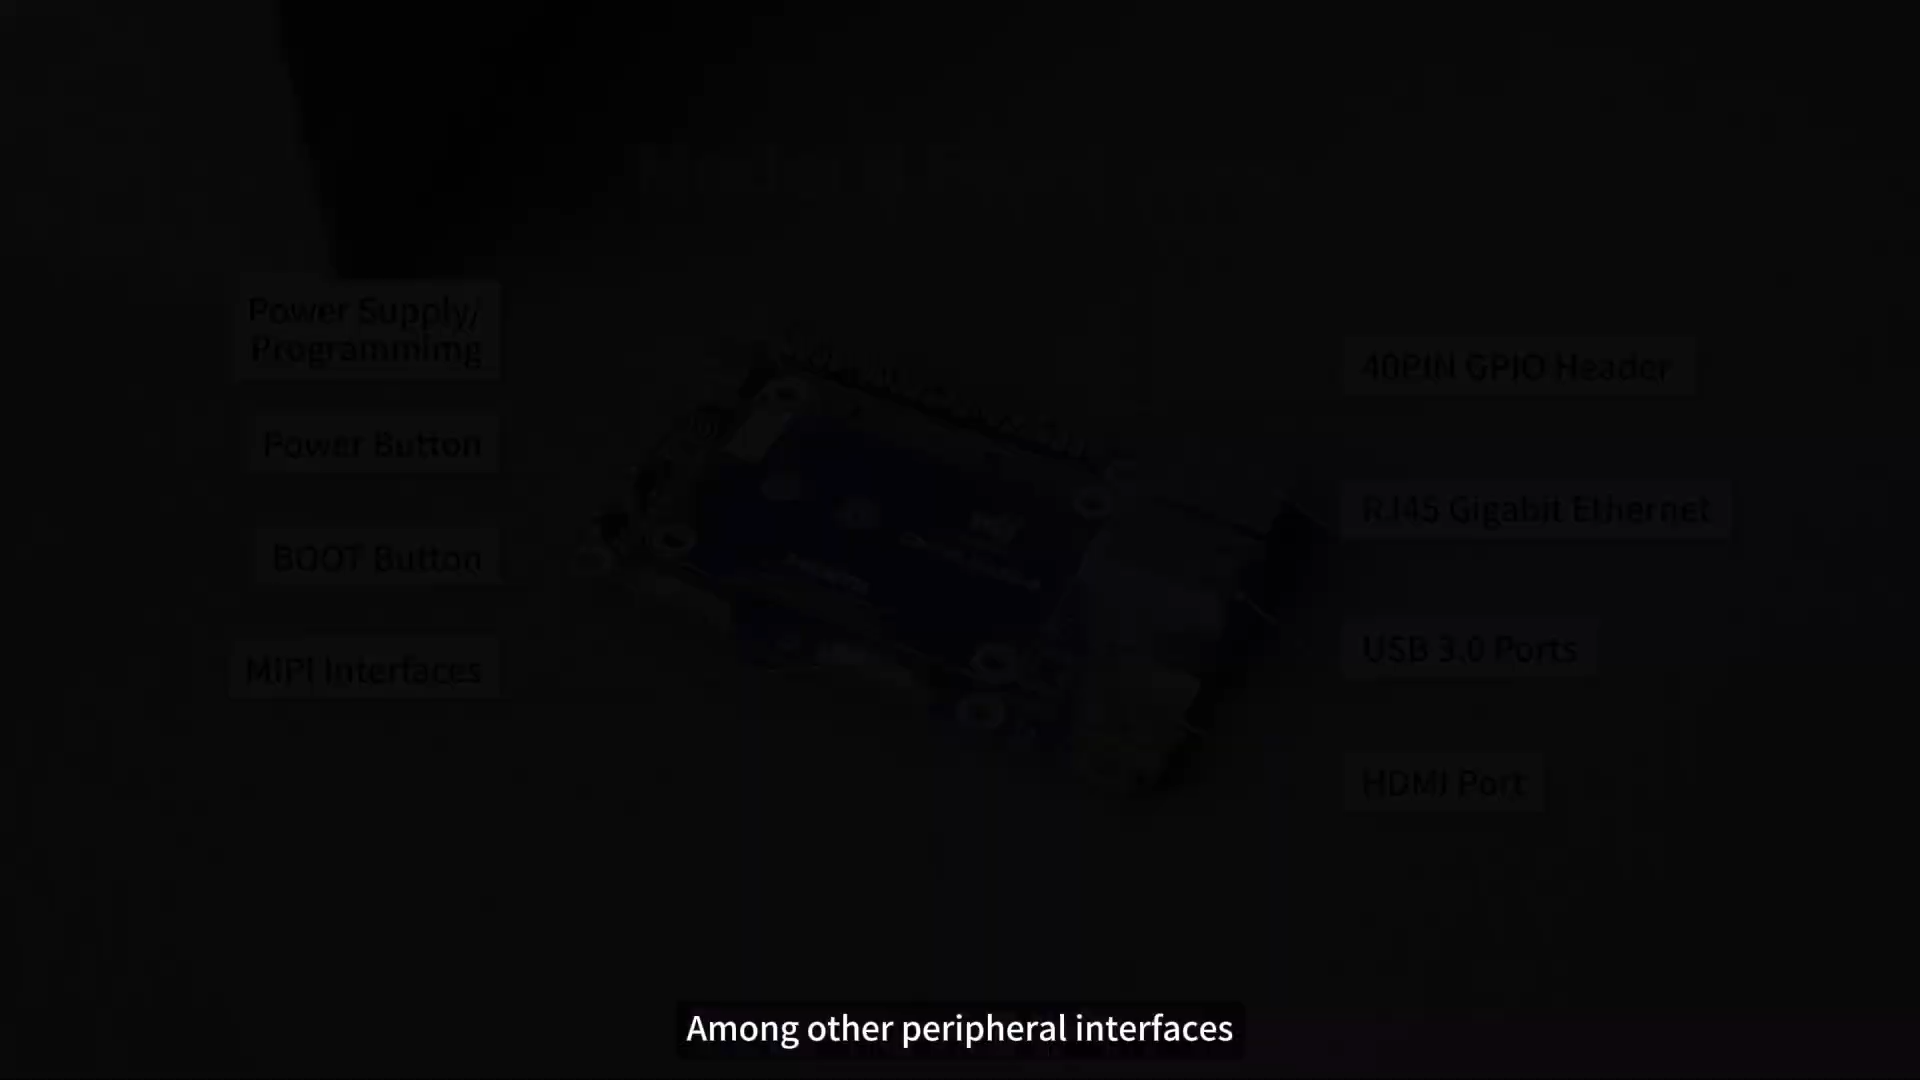 Power Supply/
Programmimg
Power Button
BOOT Button
MIPI Interfaces
40PIN GPIO Header
RJ45 Gigabit Ethernet
USB 3.0 Ports
HDMI Port
Among other peripheral interfaces